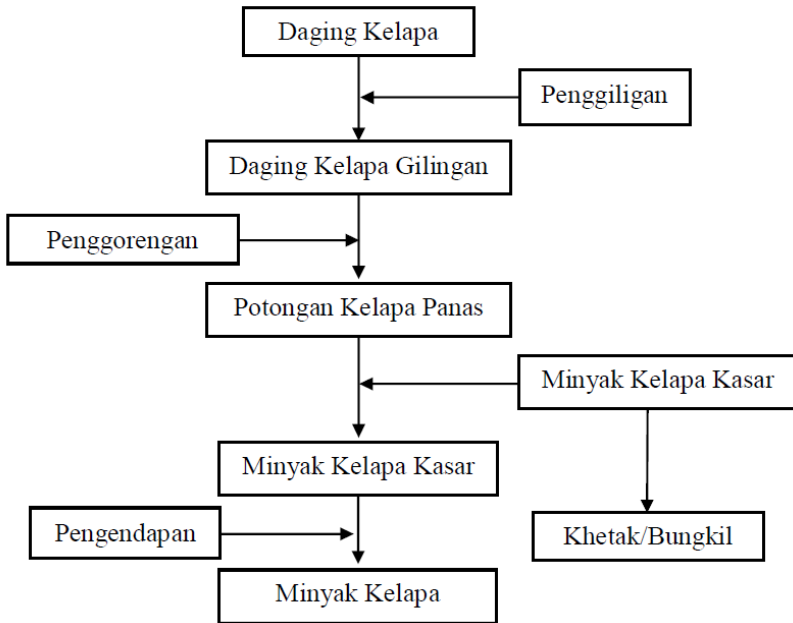 Daging Kelapa
Penggiligan
Daging Kelapa Gilingan
Penggorengan
Potongan Kelapa Panas
Minyak Kelapa Kasar
Minyak Kelapa Kasar
Pengendapan
Khetak/Bungkil
Minyak Kelapa